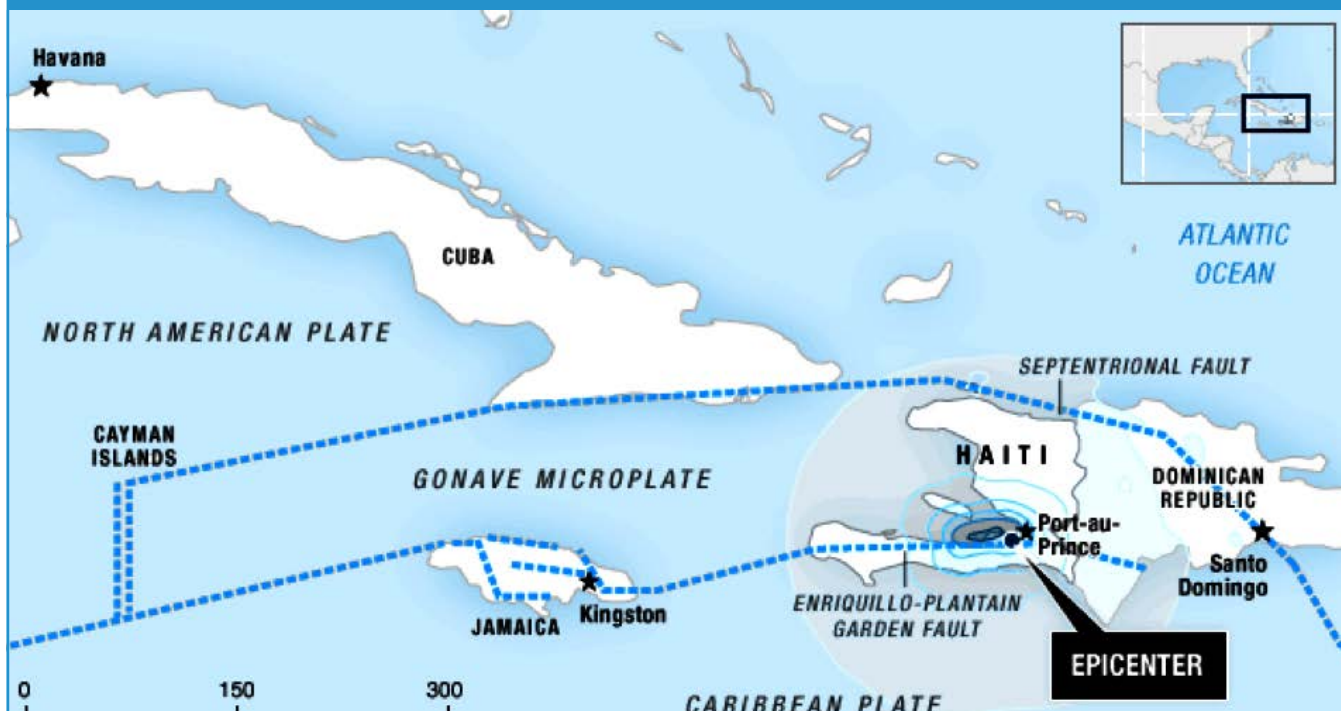 Havana
CUBA
ATLANTIC
OCEAN
NORTH AMERICAN PLATE
SEPTENTRIONAL FAULT
CAYMAN
ISLANDS
GONAVE MICROPLATE
HAITI
DOMINICAN
REPUBLIC
Port-au-
Prince
Santo
Domingo
ENRIQUILLO-PLANTAIN
GARDEN FAULT
JAMAICA
Kingston
EPICENTER
0 150 300
CARIBBEAN PLATE